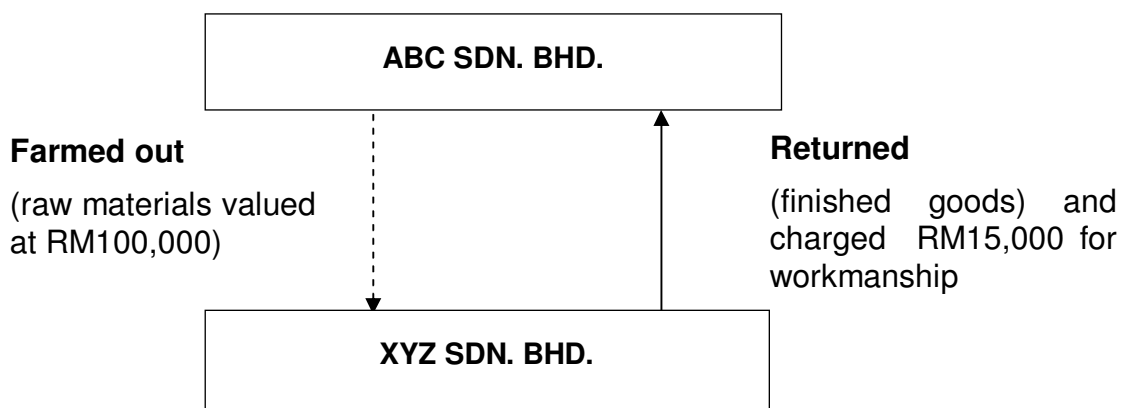 ABC SDN. BHD.
Farmed out
(raw materials valued
at RM100,000)
Returned
(finished goods) and
charged RM15,000 for
workmanship
XYZ SDN. BHD.